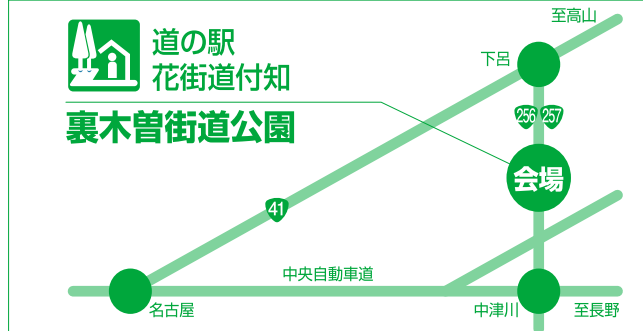 道の駅
花街道付知
裏木曽街道公園
至高山
下呂
256 257
会場
41
中央自動車道
名古屋
中津川
至長野